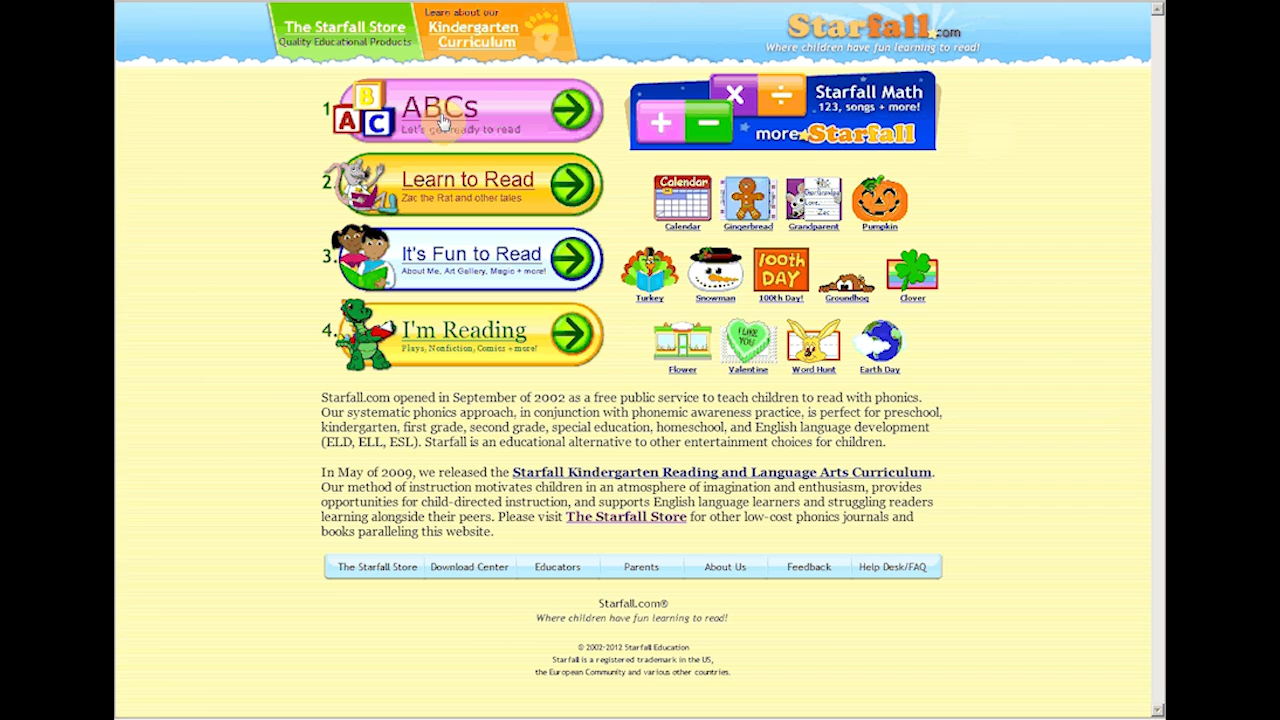 The Starfall Store
Quality Educational Products
Learn about our
Kindergarten
Curriculum
Starfall.com
Where children have fun learning to read!
1.
B
A C
ABCs
Let's get ready to read
2.
Learn to Read
Zac the Rat and other tales
3.
It's Fun to Read
About Me, Art Gallery, Magic + more!
4.
I'm Reading
Plays, Nonfiction, Comics + more!
+ − × ÷
Starfall Math
123, songs + more!
more Starfall
Calendar
Calendar
Gingerbread
Grandparent
Pumpkin
100th
DAY
Turkey
Snowman
100th Day!
Groundhog
Clover
I LIKE
YOU
Flower
Valentine
Word Hunt
Earth Day
Starfall.com opened in September of 2002 as a free public service to teach children to read with phonics.
Our systematic phonics approach, in conjunction with phonemic awareness practice, is perfect for preschool,
kindergarten, first grade, second grade, special education, homeschool, and English language development
(ELD, ELL, ESL). Starfall is an educational alternative to other entertainment choices for children.
In May of 2009, we released the Starfall Kindergarten Reading and Language Arts Curriculum.
Our method of instruction motivates children in an atmosphere of imagination and enthusiasm, provides
opportunities for child-directed instruction, and supports English language learners and struggling readers
learning alongside their peers. Please visit The Starfall Store for other low-cost phonics journals and
books paralleling this website.
The Starfall Store Download Center Educators Parents About Us Feedback Help Desk/FAQ
Starfall.com®
Where children have fun learning to read!
© 2002-2012 Starfall Education
Starfall is a registered trademark in the US,
the European Community and various other countries.